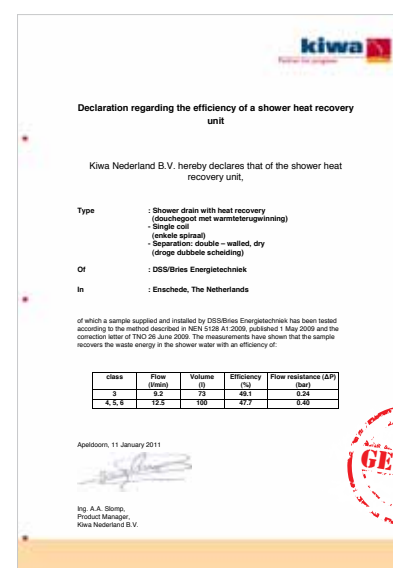 kiwa
Partner for progress
Declaration regarding the efficiency of a shower heat recovery
unit
Kiwa Nederland B.V. hereby declares that of the shower heat
recovery unit,
Type : Shower drain with heat recovery
(douchegoot met warmteterugwinning)
- Single coil
(enkele spiraal)
- Separation: double – walled, dry
(droge dubbele scheiding)
Of : DSS/Bries Energietechniek
In : Enschede, The Netherlands
of which a sample supplied and installed by DSS/Bries Energietechniek has been tested
according to the method described in NEN 5128 A1:2009, published 1 May 2009 and the
correction letter of TNO 26 June 2009. The measurements have shown that the sample
recovers the waste energy in the shower water with an efficiency of:
class Flow Volume Efficiency Flow resistance (ΔP)
(l/min) (l) (%) (bar)
3 9.2 73 49.1 0.24
4, 5, 6 12.5 100 47.7 0.40
Apeldoorn, 11 January 2011
GE
Ing. A.A. Slomp,
Product Manager,
Kiwa Nederland B.V.